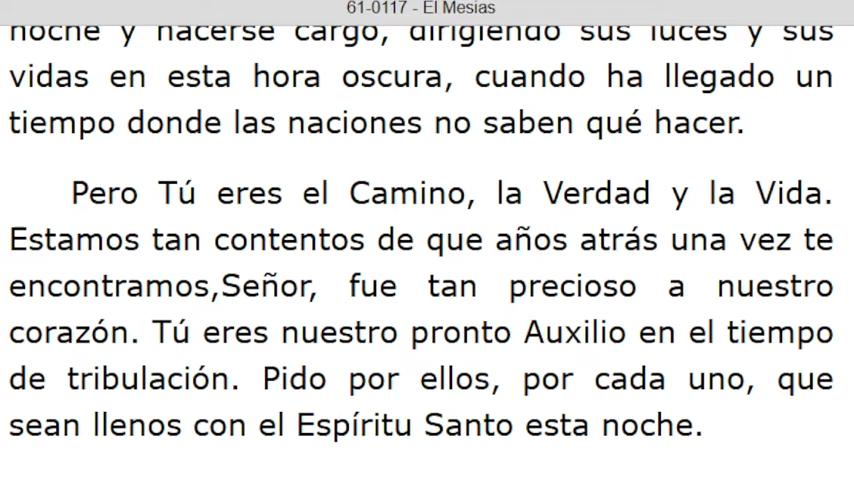 61-0117 - El Mesias
noche y hacerse cargo, dirigiendo sus luces y sus
vidas en esta hora oscura, cuando ha llegado un
tiempo donde las naciones no saben qué hacer.
Pero Tú eres el Camino, la Verdad y la Vida.
Estamos tan contentos de que años atrás una vez te
encontramos,Señor, fue tan precioso a nuestro
corazón. Tú eres nuestro pronto Auxilio en el tiempo
de tribulación. Pido por ellos, por cada uno, que
sean llenos con el Espíritu Santo esta noche.